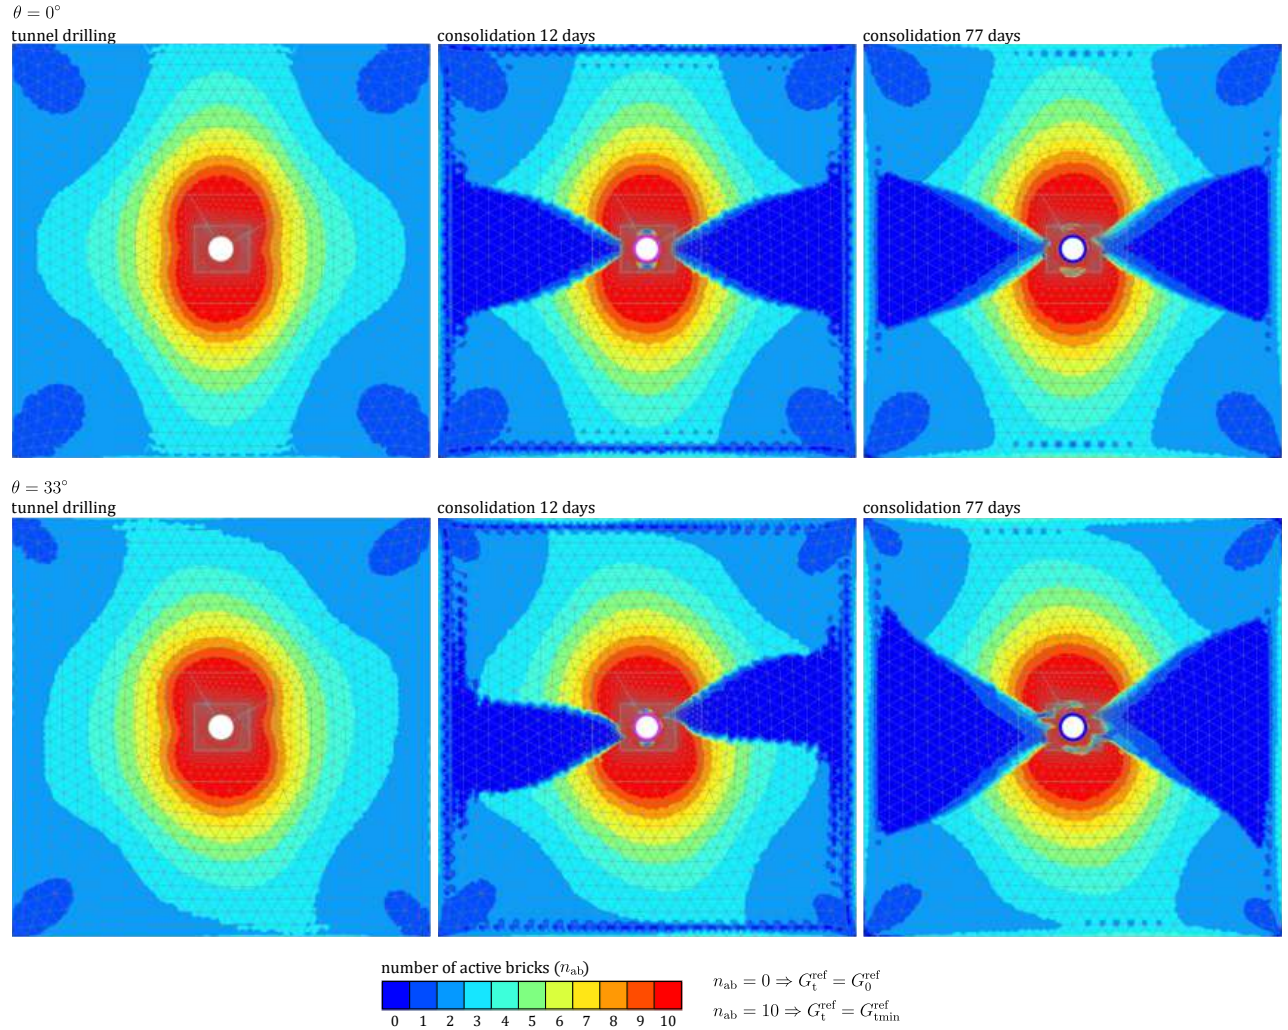 θ = 0°
tunnel drilling consolidation 12 days consolidation 77 days
θ = 33°
tunnel drilling consolidation 12 days consolidation 77 days
number of active bricks (n_ab)
0 1 2 3 4 5 6 7 8 9 10
n_ab = 0 ⇒ G_t^ref = G_0^ref
n_ab = 10 ⇒ G_t^ref = G_tmin^ref